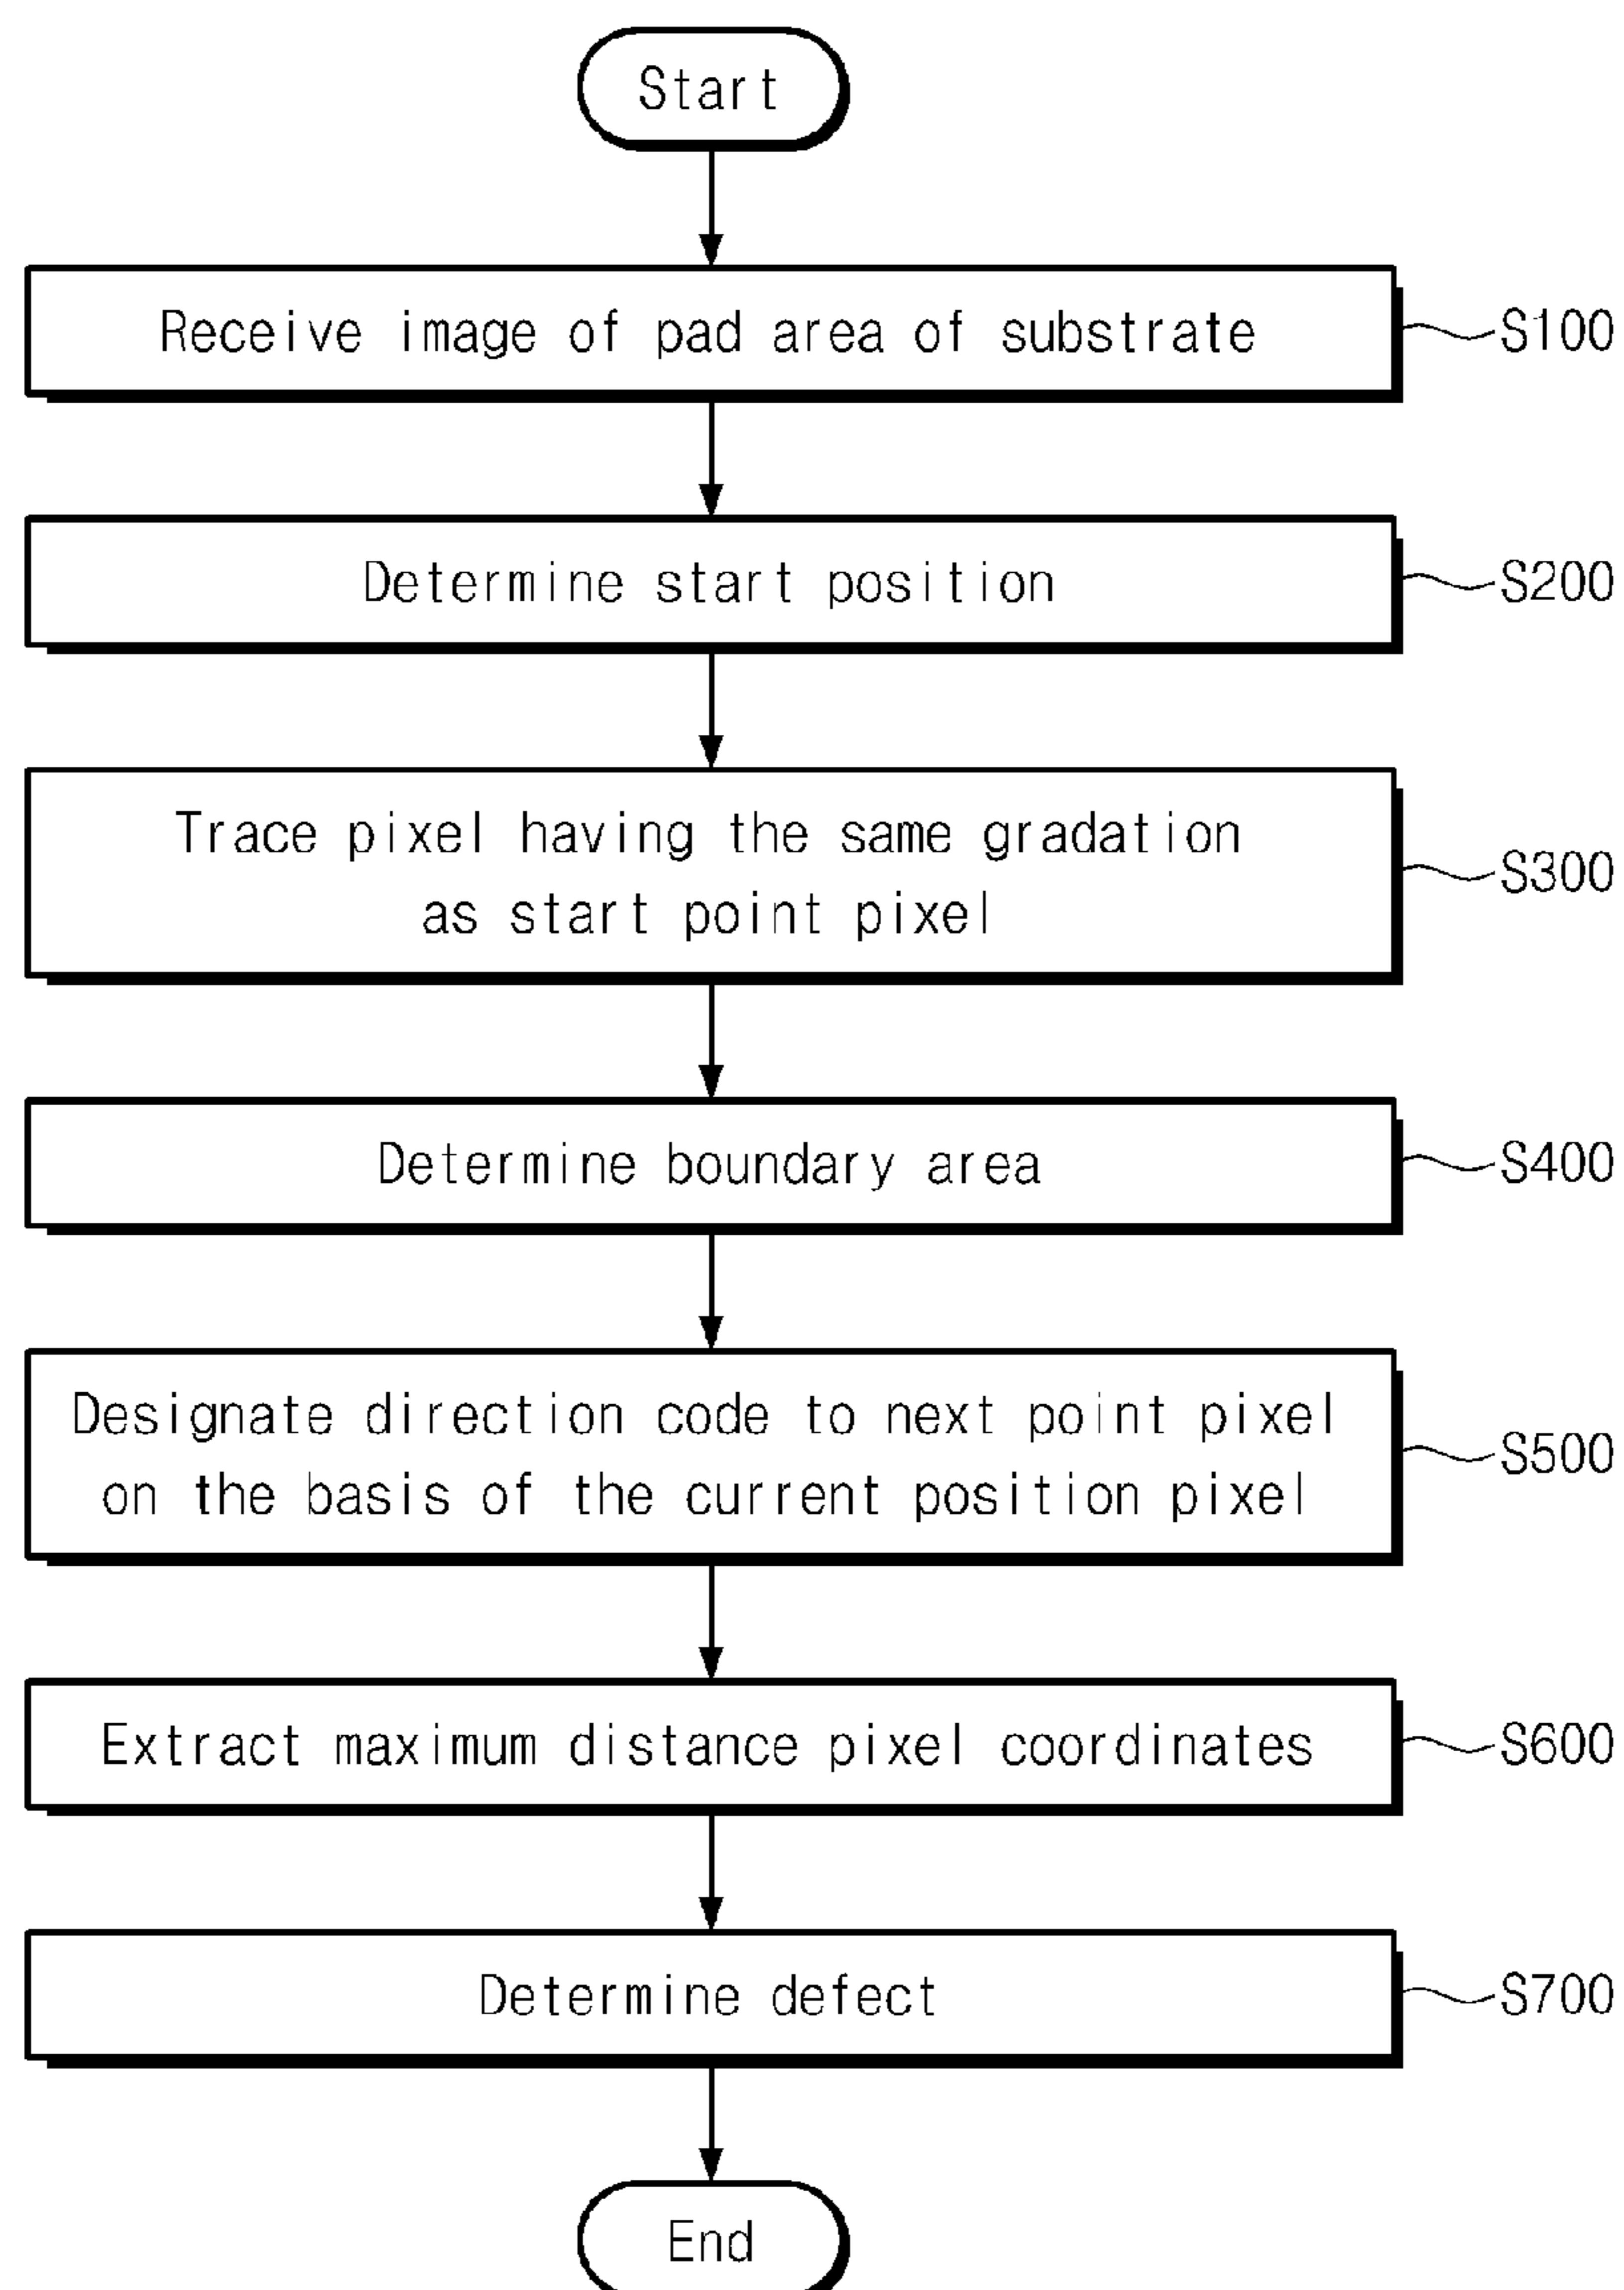 Start
Receive image of pad area of substrate
S100
Determine start position
S200
Trace pixel having the same gradation
as start point pixel
S300
Determine boundary area
S400
Designate direction code to next point pixel
on the basis of the current position pixel
S500
Extract maximum distance pixel coordinates
S600
Determine defect
S700
End